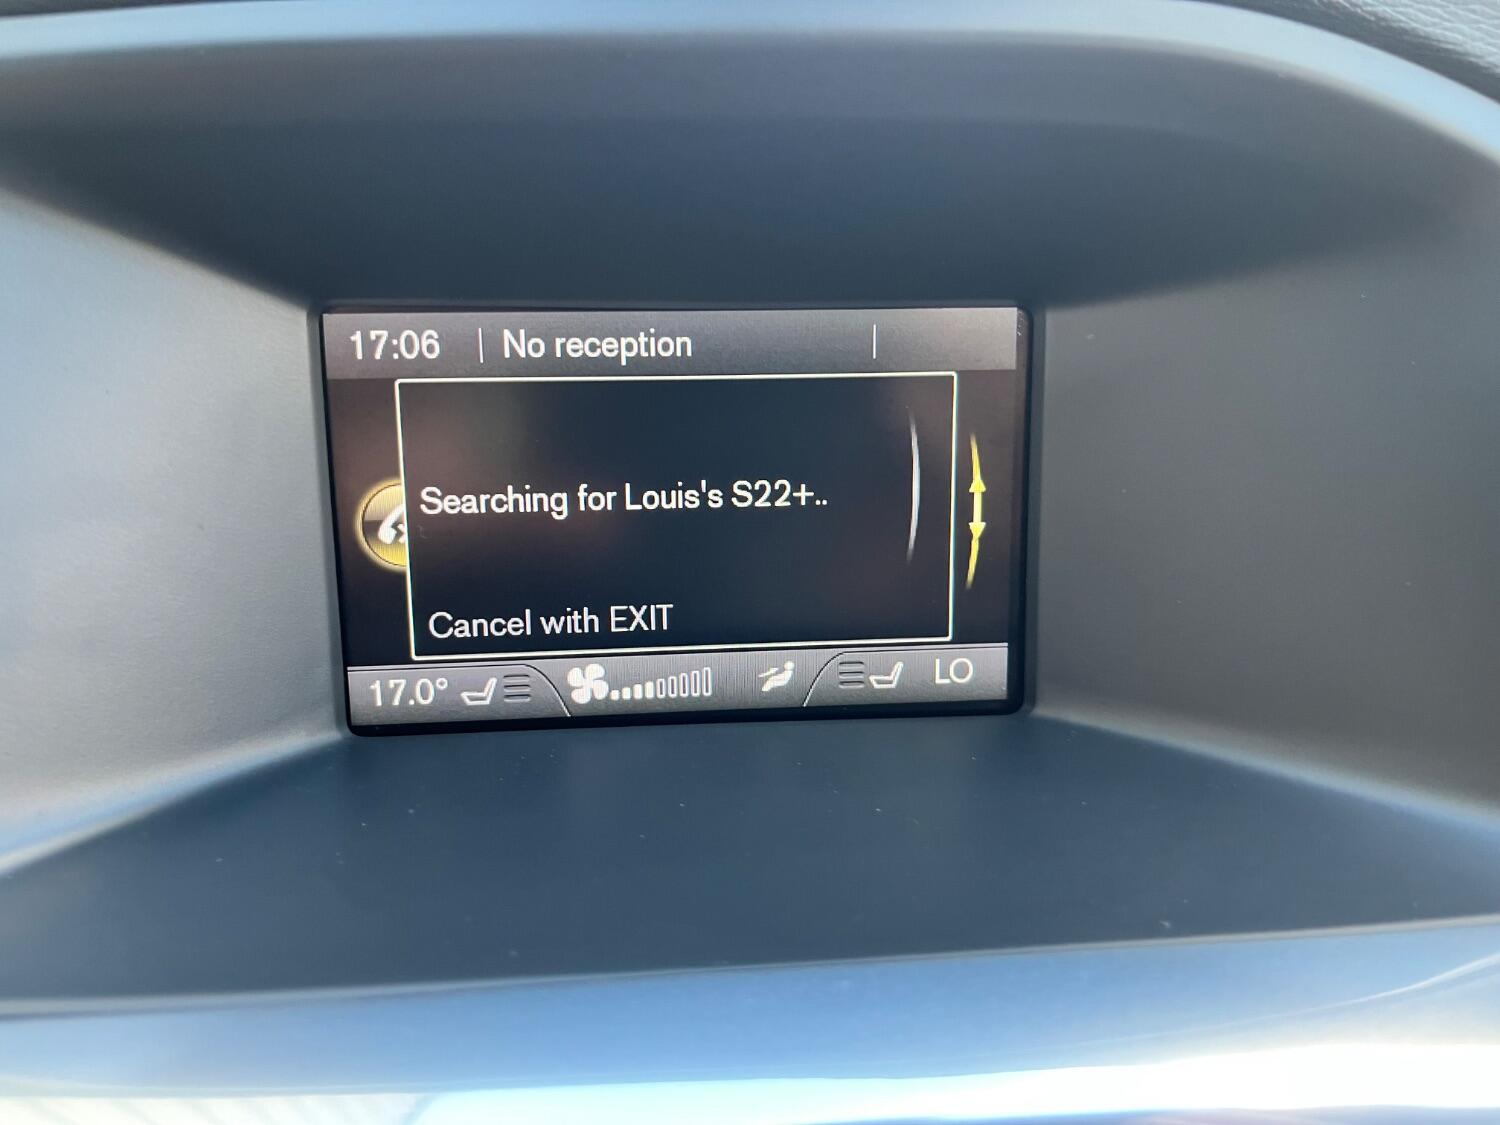 17:06 | No reception |
Searching for Louis's S22+..
Cancel with EXIT
17.0° LO